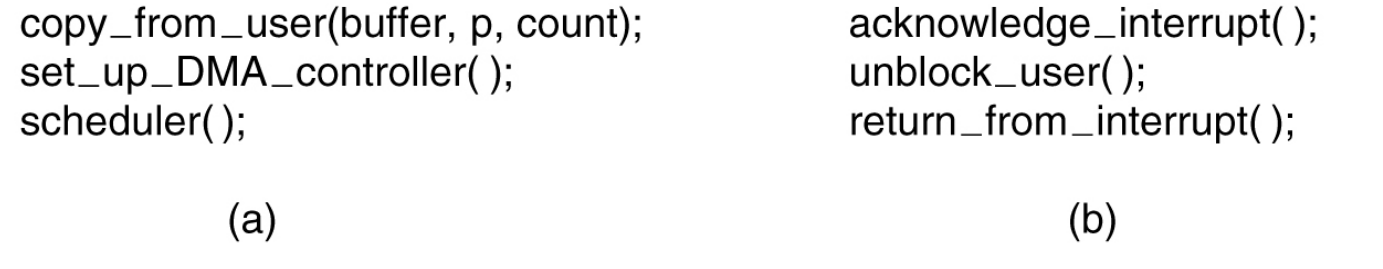 copy_from_user(buffer, p, count);
set_up_DMA_controller( );
scheduler( );
(a)
acknowledge_interrupt( );
unblock_user( );
return_from_interrupt( );
(b)